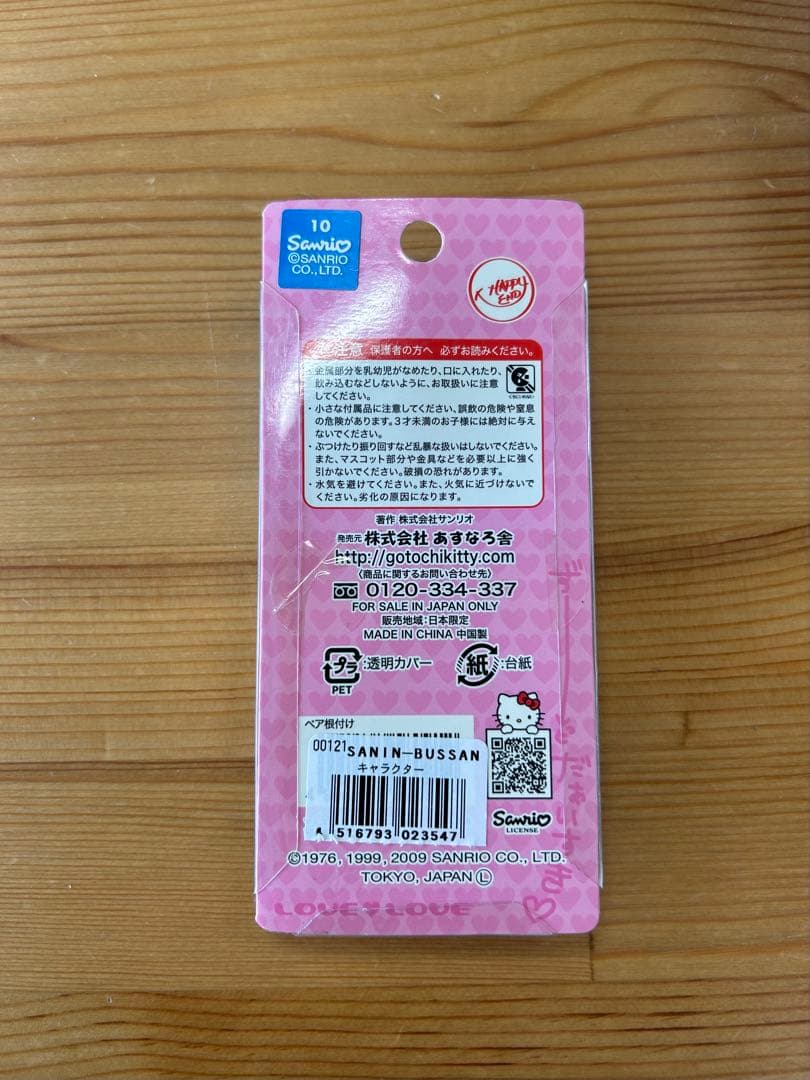 10
Sanrio
©SANRIO
CO., LTD.
HAPPY
END
注意 保護者の方へ 必ずお読みください。
・金属部分を乳幼児がなめたり、口に入れたり、
飲み込むなどしないように、お取扱いに注意
してください。
・小さな付属品に注意してください、誤飲の危険や窒息
の危険があります。3才未満のお子様には絶対に与え
ないでください。
・ぶつけたり振り回すなど乱暴な扱いはしないでください。
また、マスコット部分や金具などを必要以上に強く
引かないでください。破損の恐れがあります。
・水気を避けてください。また、火気に近づけないで
ください。劣化の原因になります。
著作 株式会社サンリオ
発売元 株式会社 あすなろ舎
http://gotochikitty.com
〈商品に関するお問い合わせ先〉
0120-334-337
FOR SALE IN JAPAN ONLY
販売地域:日本限定
MADE IN CHINA 中国製
プラ :透明カバー 紙 :台紙
PET
ペア根付け
00121 SANIN-BUSSAN
キャラクター
516793 023547
Sanrio
LICENSE
©1976, 1999, 2009 SANRIO CO., LTD.
TOKYO, JAPAN Ⓛ
LOVE LOVE